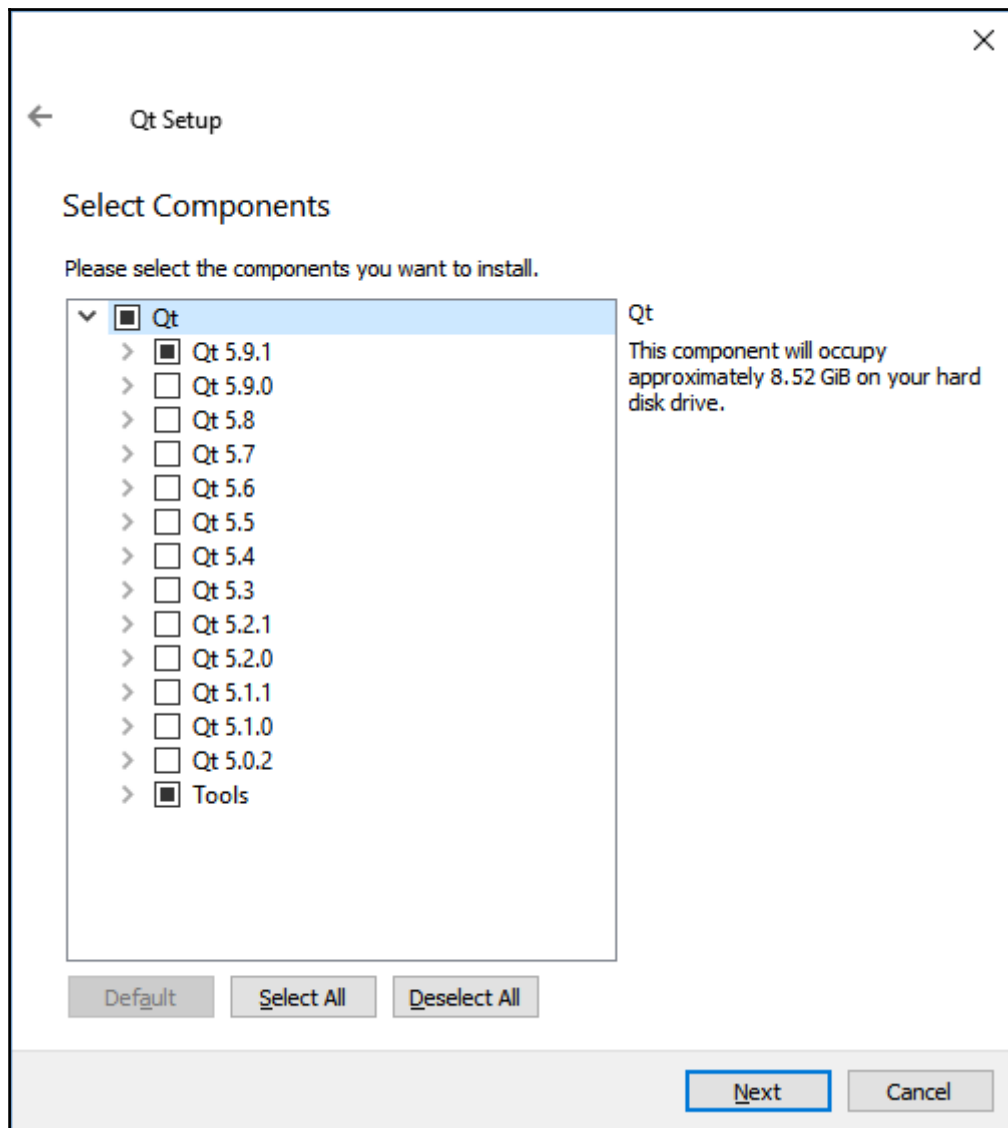 Qt Setup
Select Components
Please select the components you want to install.
Qt
Qt 5.9.1
Qt 5.9.0
Qt 5.8
Qt 5.7
Qt 5.6
Qt 5.5
Qt 5.4
Qt 5.3
Qt 5.2.1
Qt 5.2.0
Qt 5.1.1
Qt 5.1.0
Qt 5.0.2
Tools
Qt
This component will occupy
approximately 8.52 GiB on your hard
disk drive.
Default Select All Deselect All
Next Cancel